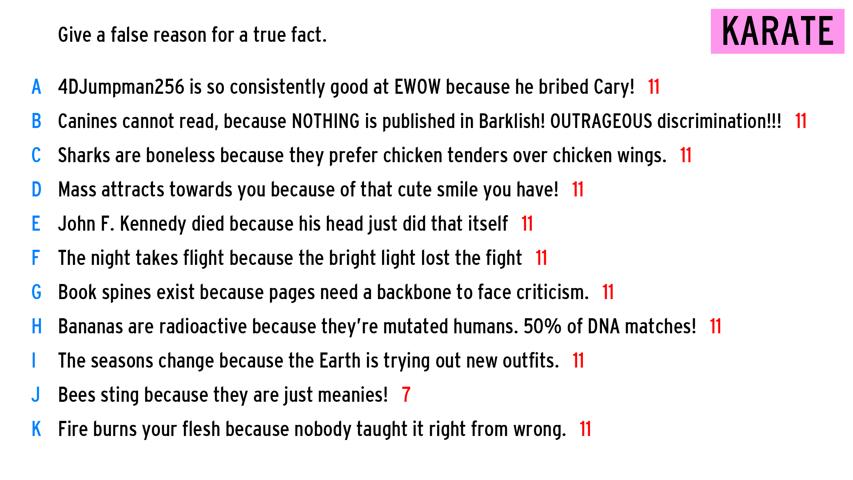 Give a false reason for a true fact.
KARATE
A 4DJumpman256 is so consistently good at EWOW because he bribed Cary! 11
B Canines cannot read, because NOTHING is published in Barklish! OUTRAGEOUS discrimination!!! 11
C Sharks are boneless because they prefer chicken tenders over chicken wings. 11
D Mass attracts towards you because of that cute smile you have! 11
E John F. Kennedy died because his head just did that itself 11
F The night takes flight because the bright light lost the fight 11
G Book spines exist because pages need a backbone to face criticism. 11
H Bananas are radioactive because they're mutated humans. 50% of DNA matches! 11
I The seasons change because the Earth is trying out new outfits. 11
J Bees sting because they are just meanies! 7
K Fire burns your flesh because nobody taught it right from wrong. 11